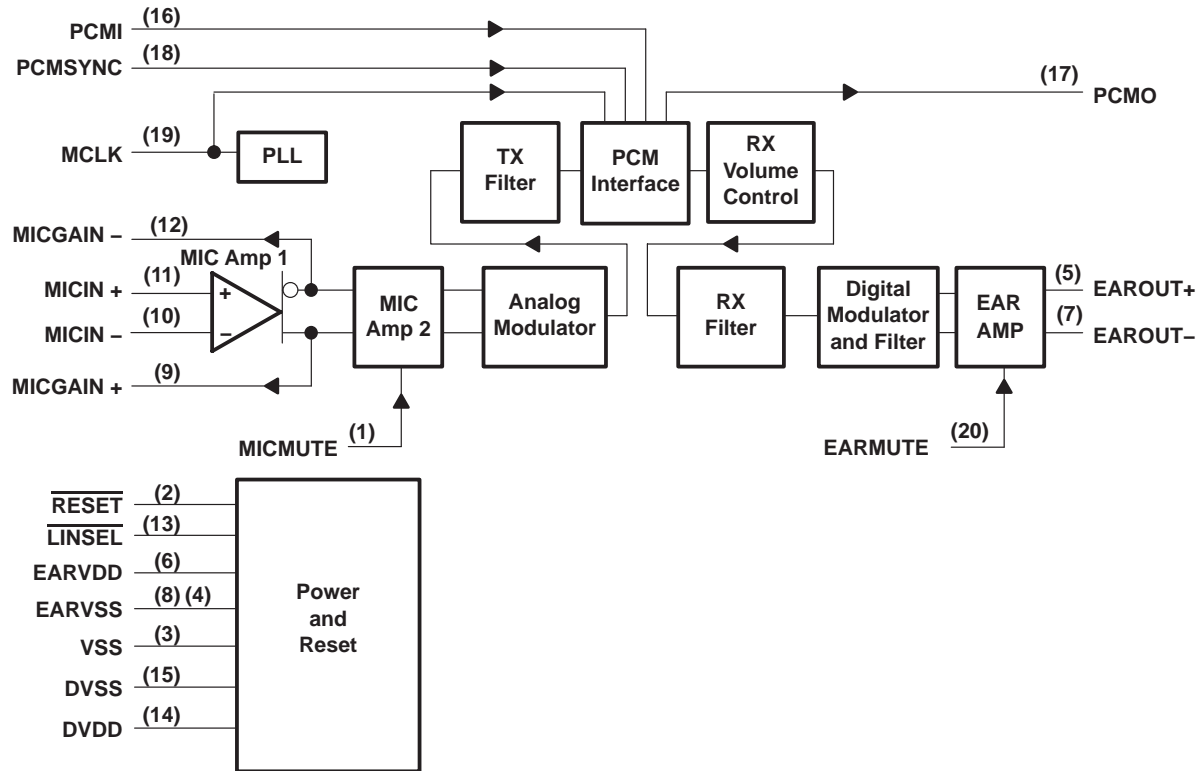 PCMI (16)
PCMSYNC (18)
(17) PCMO
MCLK (19)
PLL
TX
Filter
PCM
Interface
RX
Volume
Control
MICGAIN – (12)
MIC Amp 1
MICIN + (11)
+
MICIN – (10)
–
MICGAIN + (9)
MIC
Amp 2
Analog
Modulator
RX
Filter
Digital
Modulator
and Filter
EAR
AMP
(5) EAROUT+
(7) EAROUT–
MICMUTE (1)
EARMUTE (20)
RESET (2)
LINSEL (13)
EARVDD (6)
EARVSS (8) (4)
VSS (3)
DVSS (15)
DVDD (14)
Power
and
Reset